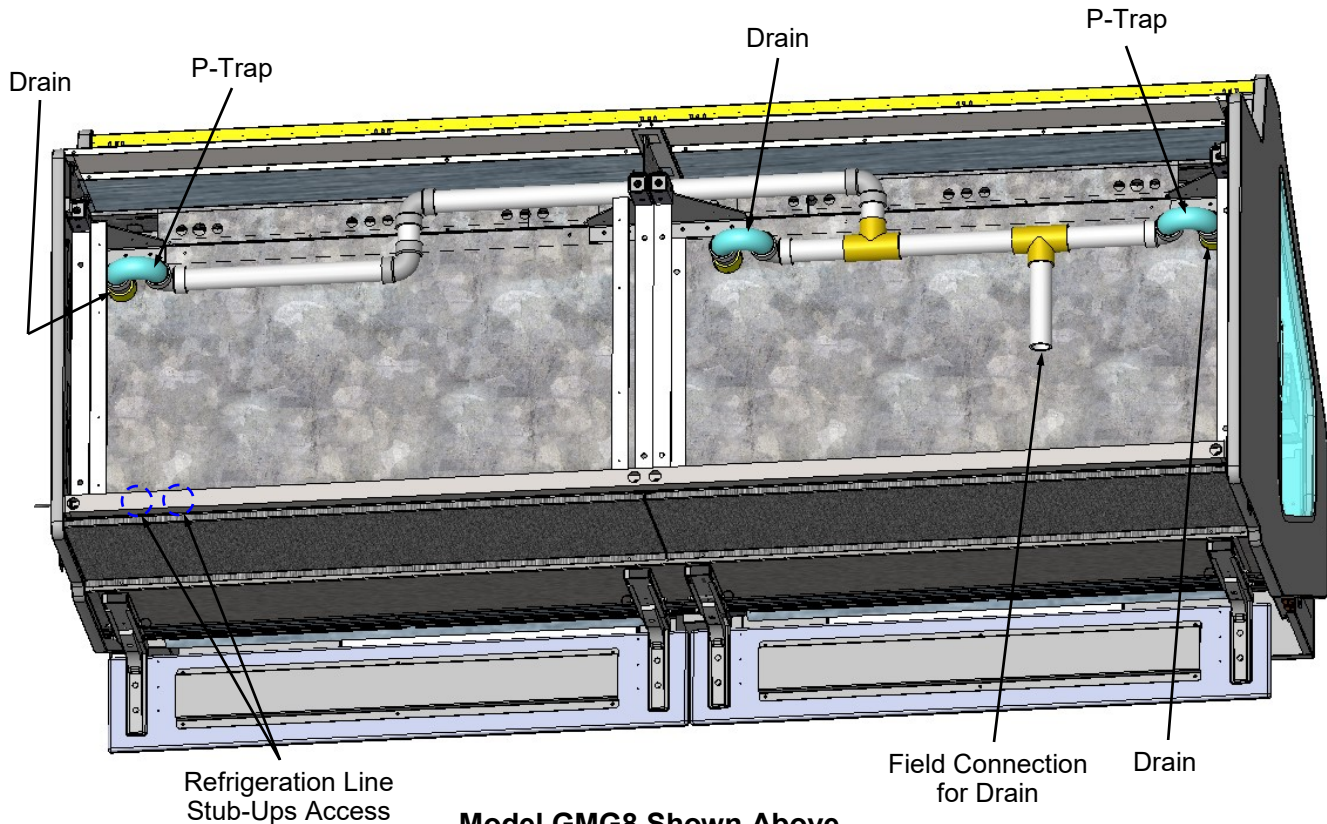 P-Trap
Drain
P-Trap
Drain
Field Connection
for Drain
Drain
Refrigeration Line
Stub-Ups Access
Model GMG8 Shown Above